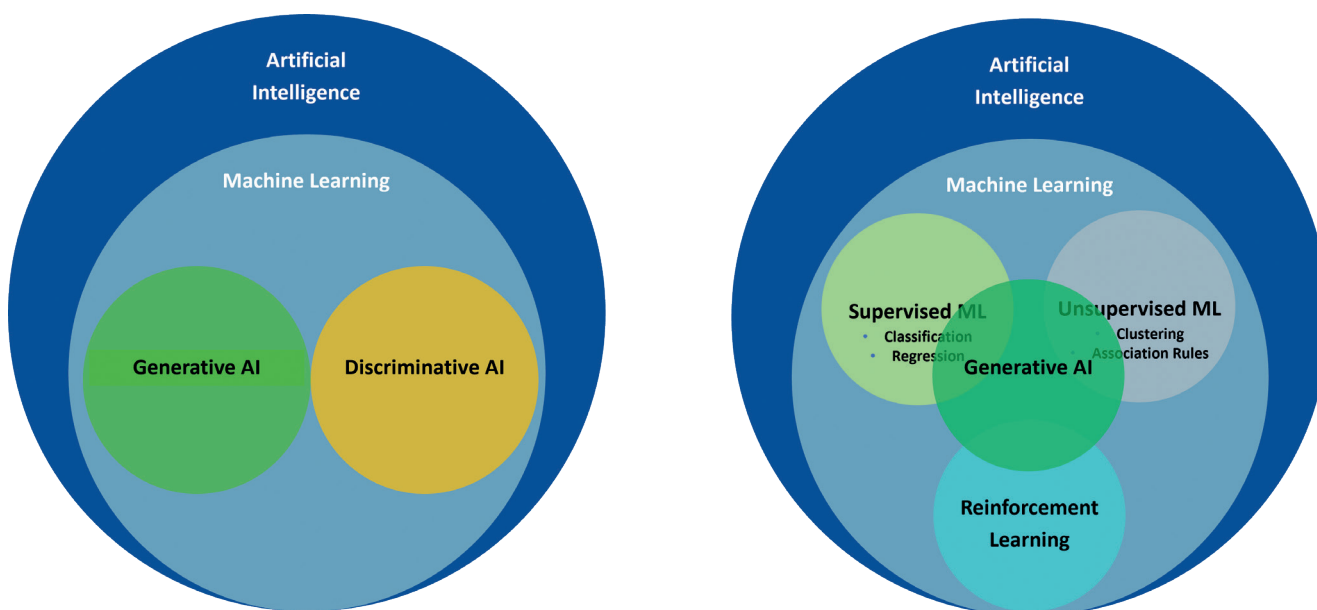 Artificial
Intelligence
Machine Learning
Generative AI
Discriminative AI
Artificial
Intelligence
Machine Learning
Supervised ML
• Classification
• Regression
Unsupervised ML
• Clustering
• Association Rules
Generative AI
Reinforcement
Learning